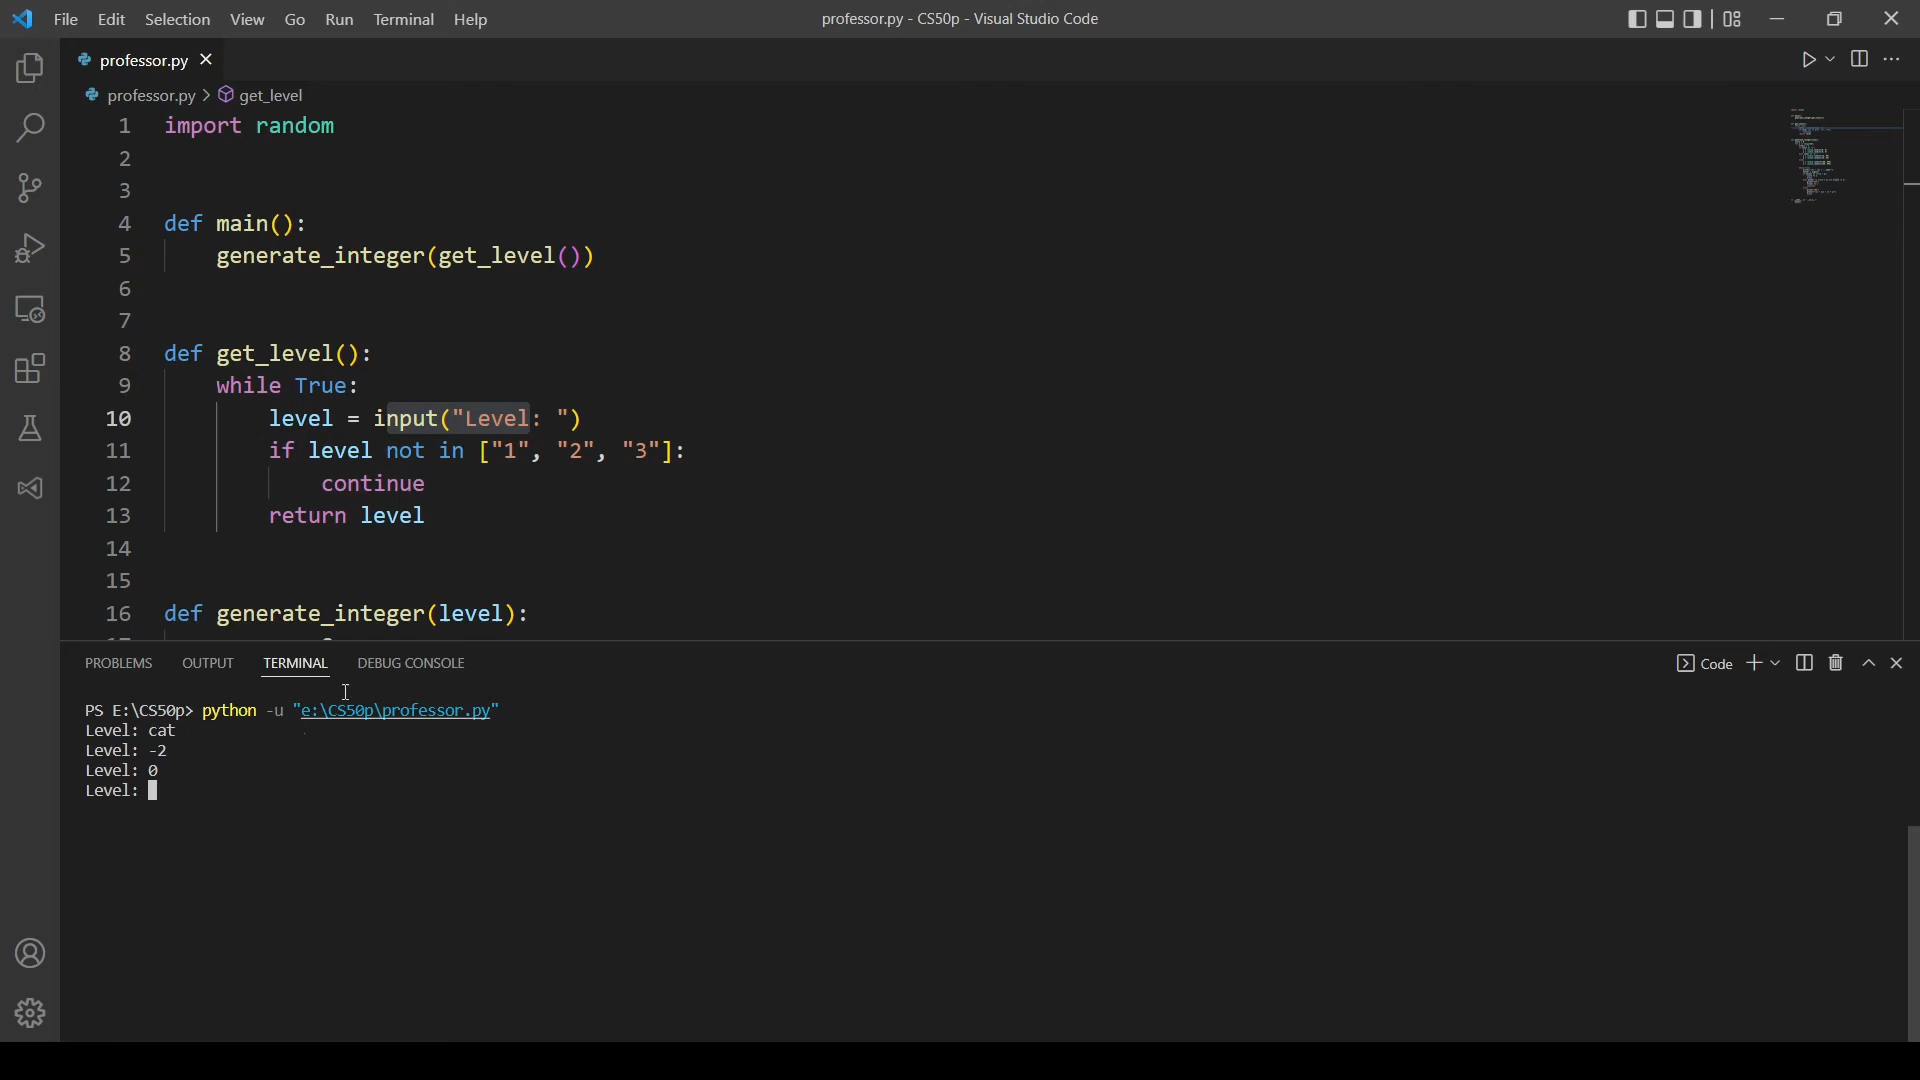 File Edit Selection View Go Run Terminal Help
professor.py - CS50p - Visual Studio Code
professor.py
professor.py > get_level
1 import random
2
3
4 def main():
5 generate_integer(get_level())
6
7
8 def get_level():
9 while True:
10 level = input("Level: ")
11 if level not in ["1", "2", "3"]:
12 continue
13 return level
14
15
16 def generate_integer(level):
PROBLEMS OUTPUT TERMINAL DEBUG CONSOLE
Code
PS E:\CS50p> python -u "e:\CS50p\professor.py"
Level: cat
Level: -2
Level: 0
Level: